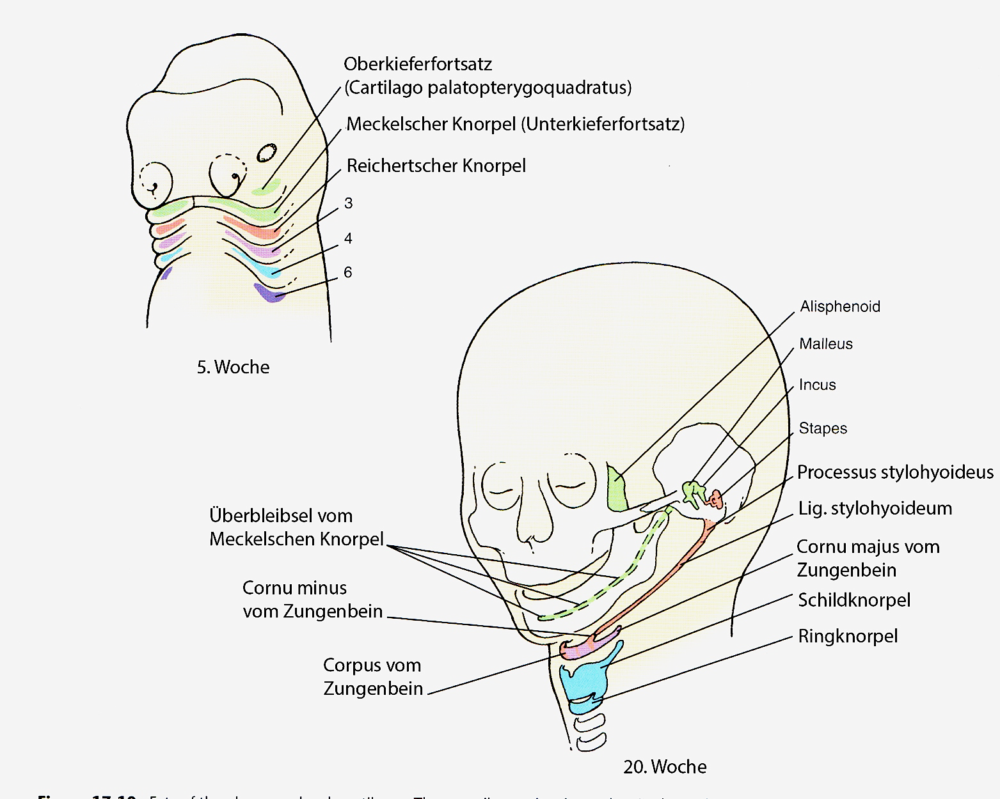 Oberkieferfortsatz
(Cartilago palatopterygoquadratus)
Meckelscher Knorpel (Unterkieferfortsatz)
Reichertscher Knorpel
3
4
6
5. Woche
Alisphenoid
Malleus
Incus
Stapes
Processus stylohyoideus
Lig. stylohyoideum
Cornu majus vom
Zungenbein
Schildknorpel
Ringknorpel
Überbleibsel vom
Meckelschen Knorpel
Cornu minus
vom Zungenbein
Corpus vom
Zungenbein
20. Woche